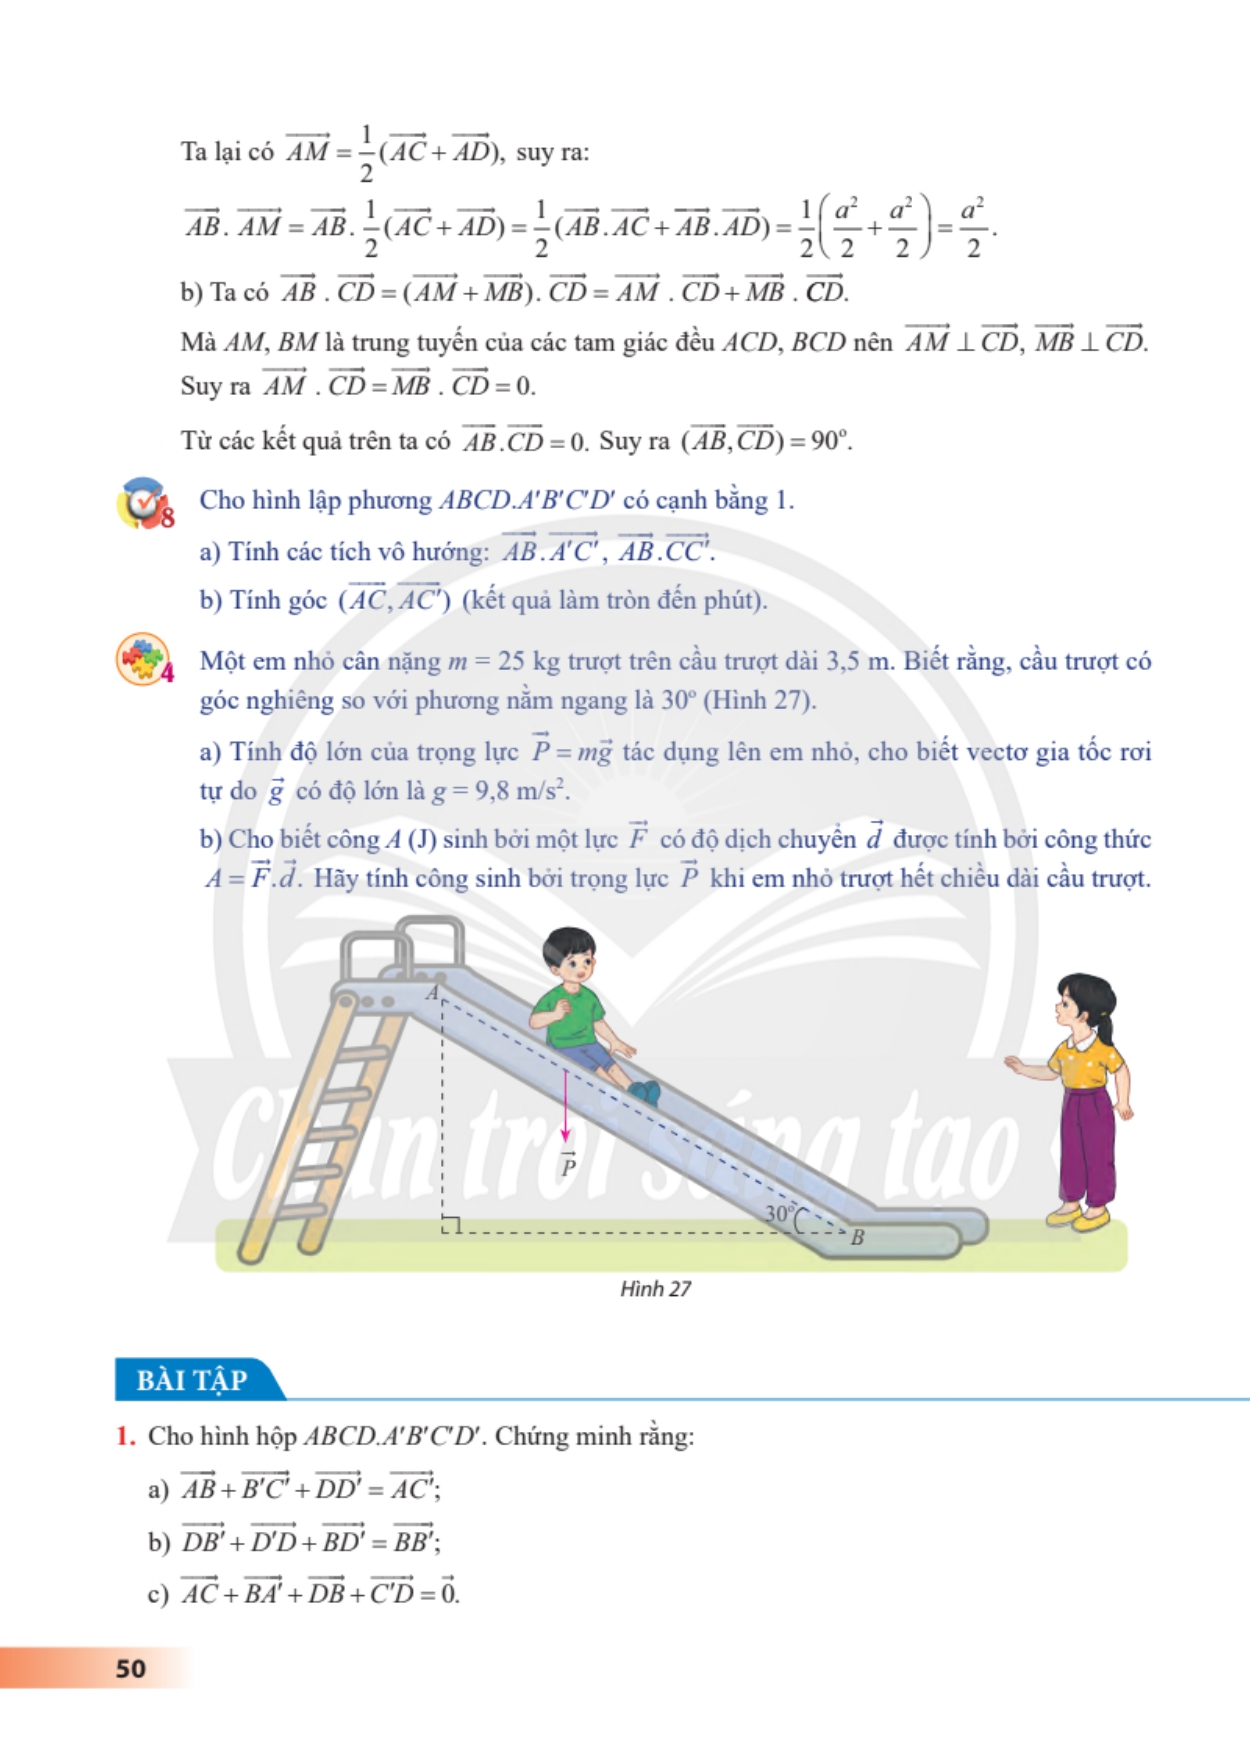 Ta lại có $\overrightarrow{AM} = \frac{1}{2}(\overrightarrow{AC} + \overrightarrow{AD})$, suy ra:
$\overrightarrow{AB}.\overrightarrow{AM} = \overrightarrow{AB}.\frac{1}{2}(\overrightarrow{AC} + \overrightarrow{AD}) = \frac{1}{2}(\overrightarrow{AB}.\overrightarrow{AC} + \overrightarrow{AB}.\overrightarrow{AD}) = \frac{1}{2}\left(\frac{a^2}{2} + \frac{a^2}{2}\right) = \frac{a^2}{2}.$
b) Ta có $\overrightarrow{AB}.\overrightarrow{CD} = (\overrightarrow{AM} + \overrightarrow{MB}).\overrightarrow{CD} = \overrightarrow{AM}.\overrightarrow{CD} + \overrightarrow{MB}.\overrightarrow{CD}.$
Mà AM, BM là trung tuyến của các tam giác đều ACD, BCD nên $\overrightarrow{AM} \perp \overrightarrow{CD}, \overrightarrow{MB} \perp \overrightarrow{CD}.$
Suy ra $\overrightarrow{AM}.\overrightarrow{CD} = \overrightarrow{MB}.\overrightarrow{CD} = 0.$
Từ các kết quả trên ta có $\overrightarrow{AB}.\overrightarrow{CD} = 0.$ Suy ra $(\overrightarrow{AB}, \overrightarrow{CD}) = 90^o.$
8 Cho hình lập phương ABCD.A'B'C'D' có cạnh bằng 1.
a) Tính các tích vô hướng: $\overrightarrow{AB}.\overrightarrow{A'C'}, \overrightarrow{AB}.\overrightarrow{CC'}.$
b) Tính góc $(\overrightarrow{AC}, \overrightarrow{AC'})$ (kết quả làm tròn đến phút).
4 Một em nhỏ cân nặng m = 25 kg trượt trên cầu trượt dài 3,5 m. Biết rằng, cầu trượt có
góc nghiêng so với phương nằm ngang là 30º (Hình 27).
a) Tính độ lớn của trọng lực $\overrightarrow{P} = m\vec{g}$ tác dụng lên em nhỏ, cho biết vectơ gia tốc rơi
tự do $\vec{g}$ có độ lớn là g = 9,8 m/s².
b) Cho biết công A (J) sinh bởi một lực $\overrightarrow{F}$ có độ dịch chuyển $\vec{d}$ được tính bởi công thức
$A = \overrightarrow{F}.\vec{d}.$ Hãy tính công sinh bởi trọng lực $\overrightarrow{P}$ khi em nhỏ trượt hết chiều dài cầu trượt.
A
$\overrightarrow{P}$
30º
B
Chân trời sáng tạo
Hình 27
BÀI TẬP
1. Cho hình hộp ABCD.A'B'C'D'. Chứng minh rằng:
a) $\overrightarrow{AB} + \overrightarrow{B'C'} + \overrightarrow{DD'} = \overrightarrow{AC'}$;
b) $\overrightarrow{DB'} + \overrightarrow{D'D} + \overrightarrow{BD'} = \overrightarrow{BB'}$;
c) $\overrightarrow{AC} + \overrightarrow{BA'} + \overrightarrow{DB} + \overrightarrow{C'D} = \vec{0}.$
50